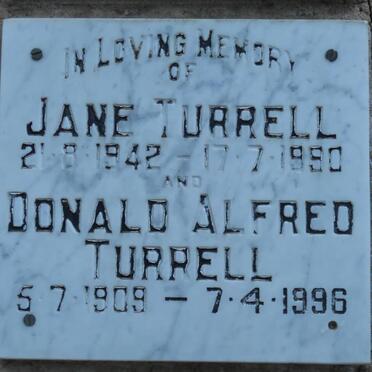 IN LOVING MEMORY
OF
JANE TURRELL
21·8·1942 – 17·7·1990
AND
DONALD ALFRED
TURRELL
5·7·1909 – 7·4·1996